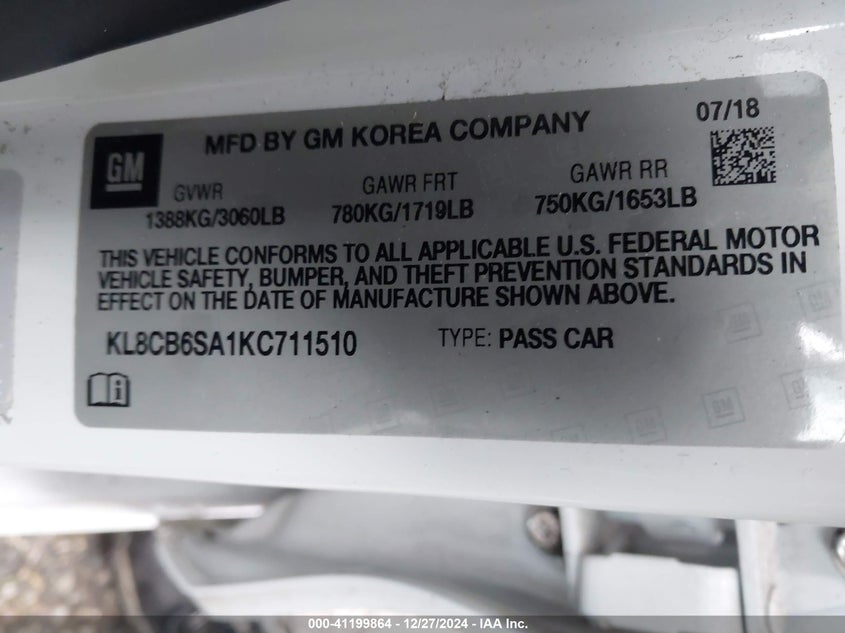 07/18
MFD BY GM KOREA COMPANY
GM
GVWR GAWR FRT GAWR RR
1388KG/3060LB 780KG/1719LB 750KG/1653LB
THIS VEHICLE CONFORMS TO ALL APPLICABLE U.S. FEDERAL MOTOR
VEHICLE SAFETY, BUMPER, AND THEFT PREVENTION STANDARDS IN
EFFECT ON THE DATE OF MANUFACTURE SHOWN ABOVE.
KL8CB6SA1KC711510 TYPE: PASS CAR
GM
000-41199864 - 12/27/2024 - IAA Inc.